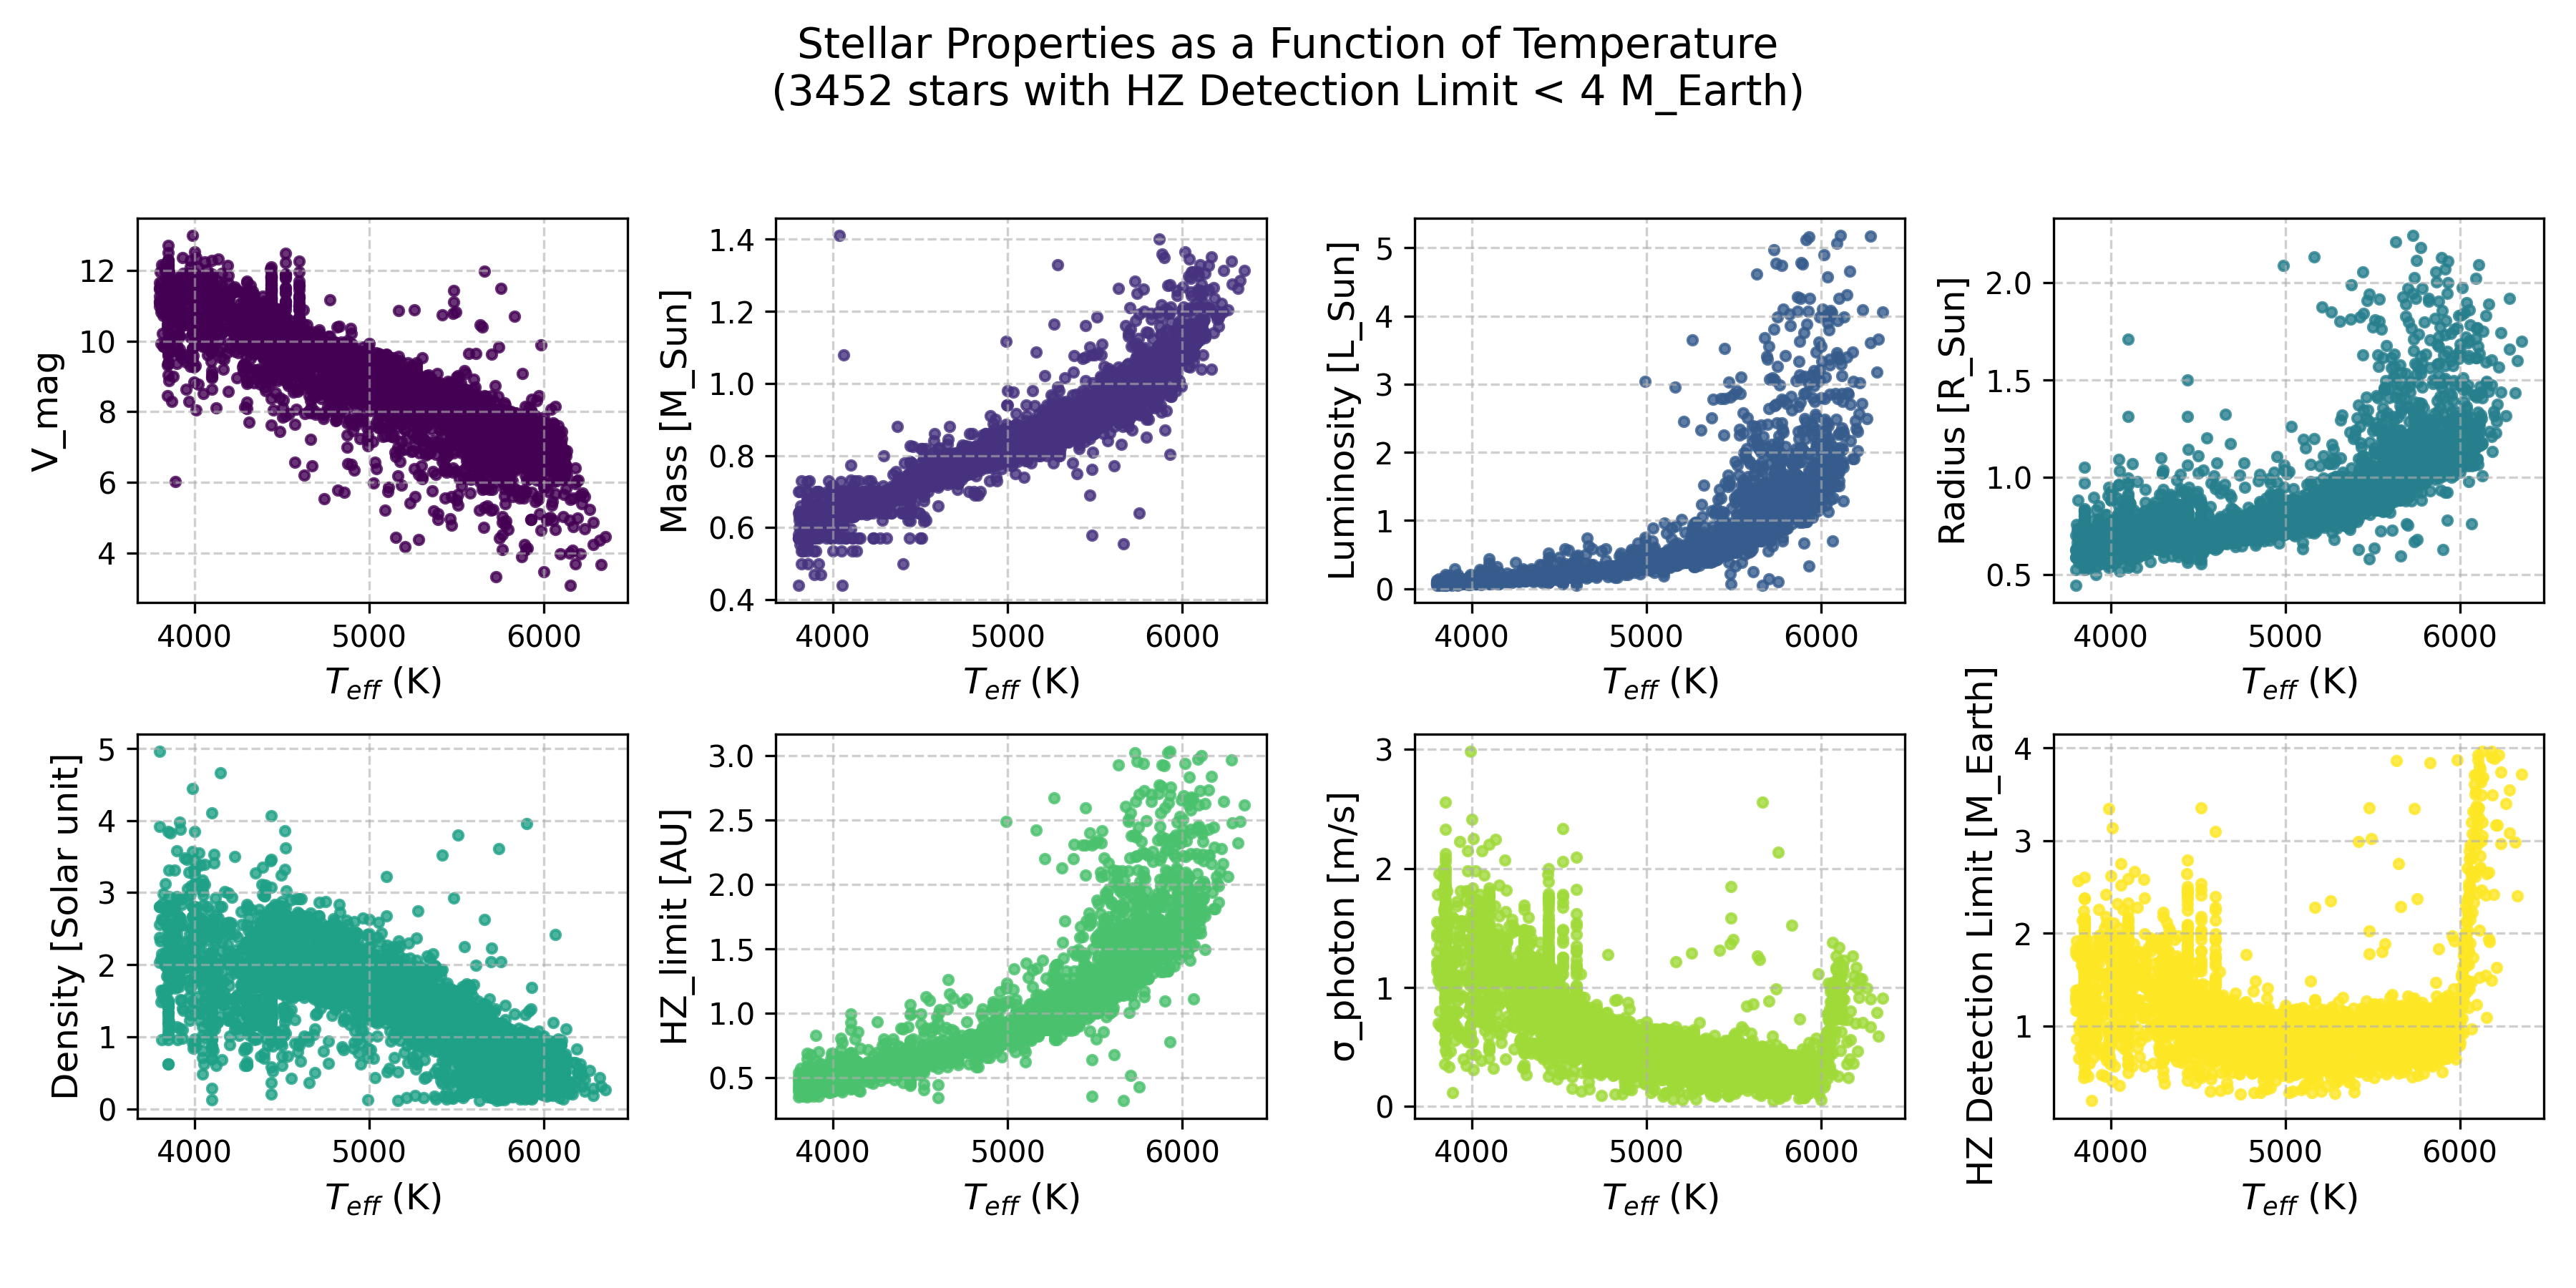 Stellar Properties as a Function of Temperature
(3452 stars with HZ Detection Limit < 4 M_Earth)
V_mag
12
10
8
6
4
4000 5000 6000
T_eff (K)
Mass [M_Sun]
1.4
1.2
1.0
0.8
0.6
0.4
4000 5000 6000
T_eff (K)
Luminosity [L_Sun]
5
4
3
2
1
0
4000 5000 6000
T_eff (K)
Radius [R_Sun]
2.0
1.5
1.0
0.5
4000 5000 6000
T_eff (K)
Density [Solar unit]
5
4
3
2
1
0
4000 5000 6000
T_eff (K)
HZ_limit [AU]
3.0
2.5
2.0
1.5
1.0
0.5
4000 5000 6000
T_eff (K)
σ_photon [m/s]
3
2
1
0
4000 5000 6000
T_eff (K)
HZ Detection Limit [M_Earth]
4
3
2
1
4000 5000 6000
T_eff (K)